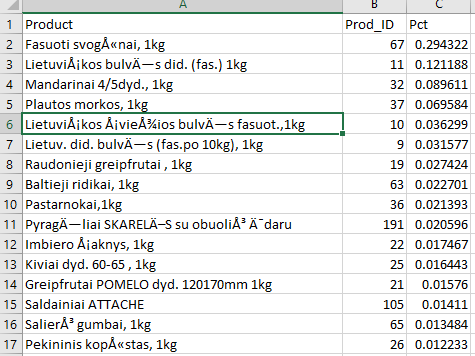 A B C
1 Product Prod_ID Pct
2 Fasuoti svogÅ«nai, 1kg 67 0.294322
3 LietuviÅ¡kos bulvÄ—s did. (fas.) 1kg 11 0.121188
4 Mandarinai 4/5dyd., 1kg 32 0.089611
5 Plautos morkos, 1kg 37 0.069584
6 LietuviÅ¡kos Å¡vieÅ¾ios bulvÄ—s fasuot.,1kg 10 0.036299
7 Lietuv. did. bulvÄ—s (fas.po 10kg), 1kg 9 0.031577
8 Raudonieji greipfrutai , 1kg 19 0.027424
9 Baltieji ridikai, 1kg 63 0.022701
10 Pastarnokai,1kg 36 0.021393
11 PyragÄ—liai SKARELÄ–S su obuoliÅ³ Ä¯daru 191 0.020596
12 Imbiero Å¡aknys, 1kg 22 0.017467
13 Kiviai dyd. 60-65 , 1kg 25 0.016443
14 Greipfrutai POMELO dyd. 120170mm 1kg 21 0.01576
15 Saldainiai ATTACHE 105 0.01411
16 SalierÅ³ gumbai, 1kg 65 0.013484
17 Pekininis kopÅ«stas, 1kg 26 0.012233